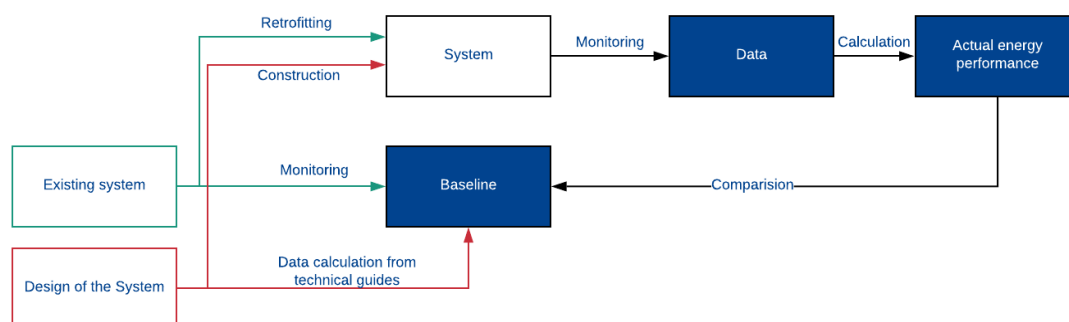 Retrofitting
System
Monitoring
Data
Calculation
Actual energy
performance
Construction
Existing system
Monitoring
Baseline
Comparision
Design of the System
Data calculation from
technical guides